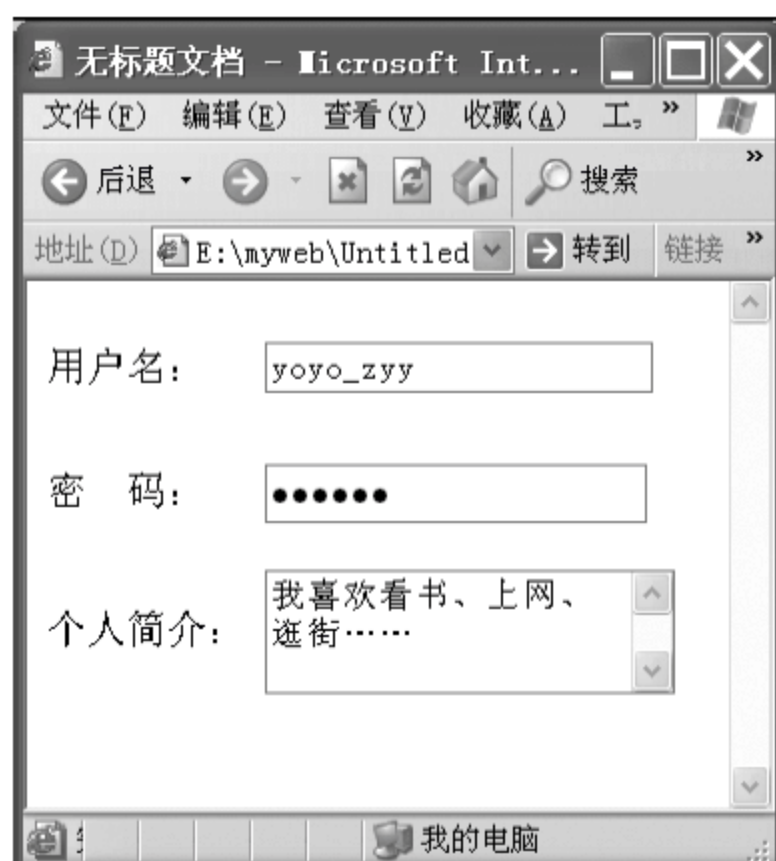 无标题文档 - Microsoft Int...
文件(F) 编辑(E) 查看(V) 收藏(A) 工 »
后退 搜索 »
地址(D) E:\myweb\Untitled 转到 链接 »
用户名: yoyo_zyy
密 码: ●●●●●●
个人简介: 我喜欢看书、上网、
逛街……
我的电脑